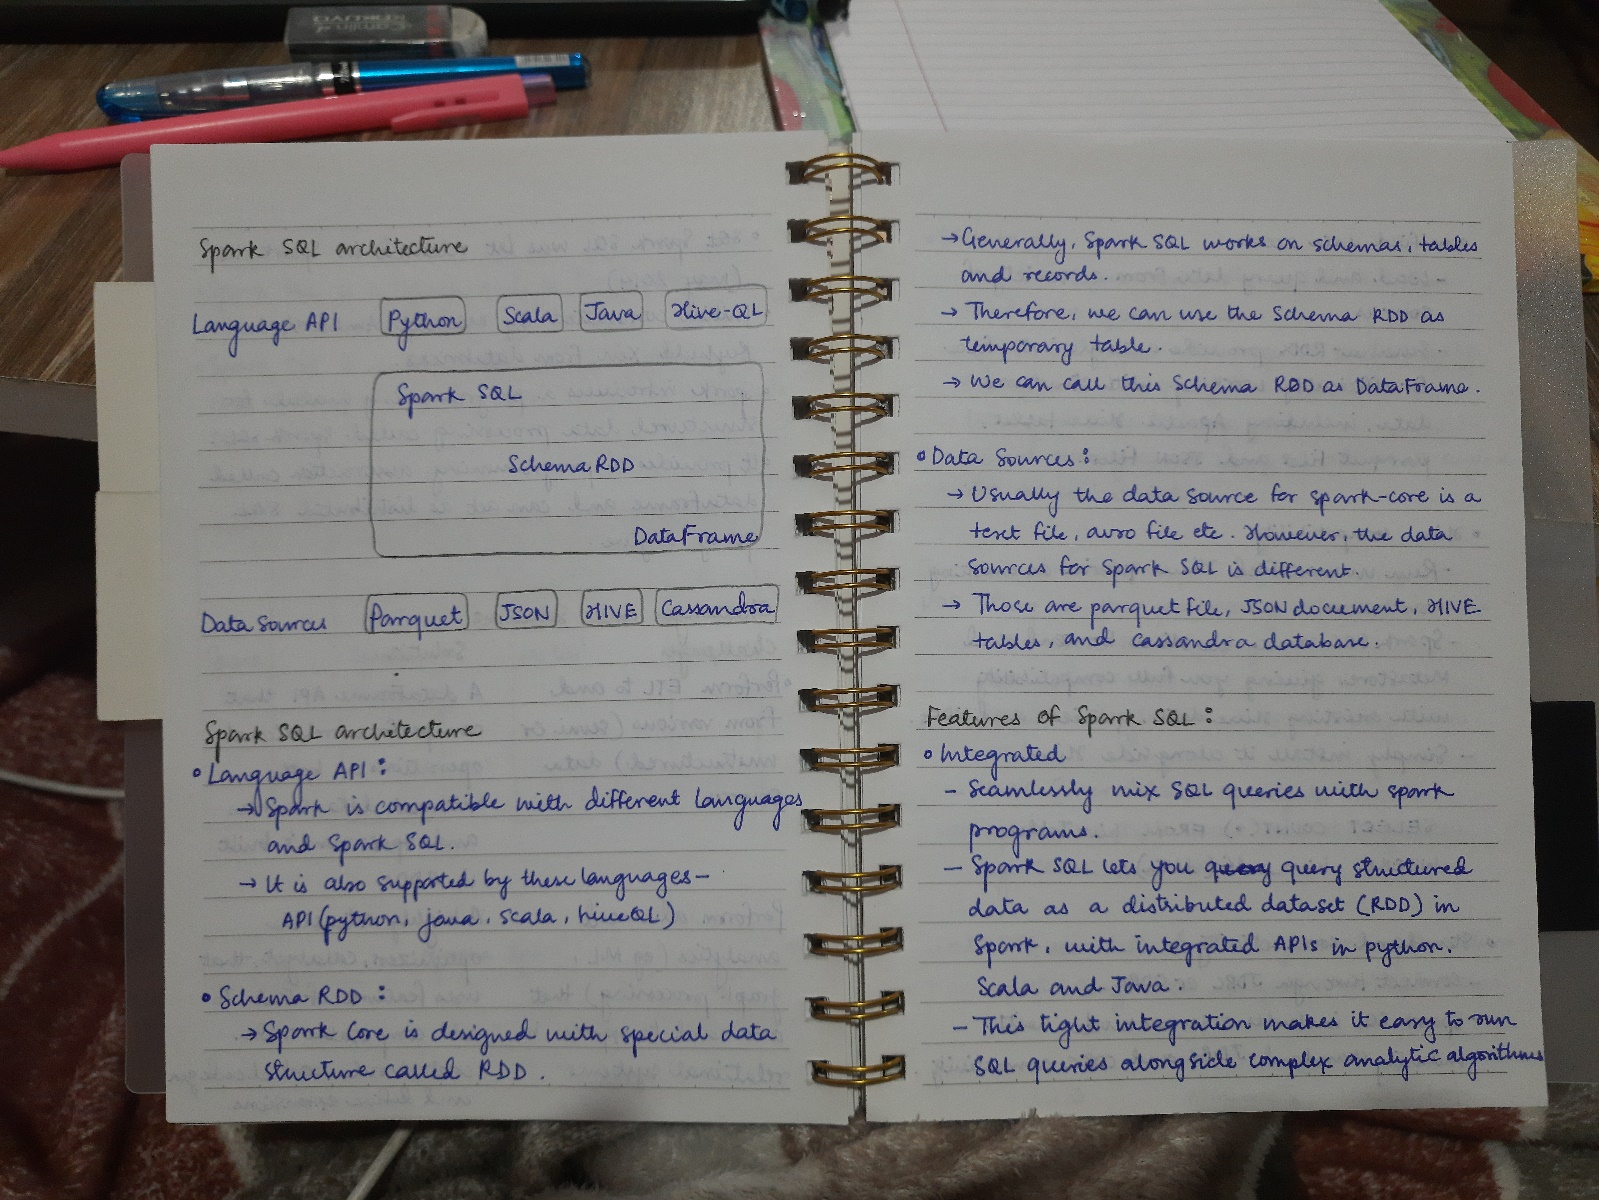 Spark SQL architecture
Language API Python Scala Java Hive-QL
Spark SQL
Schema RDD
DataFrame
Data Sources Parquet JSON HIVE Cassandra
Spark SQL architecture
• Language API :
→ Spark is compatible with different languages
and Spark SQL.
→ It is also supported by these languages -
API (python, java, scala, hiveQL)
• Schema RDD :
→ Spark Core is designed with special data
structure called RDD.
→ Generally, Spark SQL works on schemas, tables
and records.
→ Therefore, we can use the Schema RDD as
temporary table.
→ We can call this Schema RDD as DataFrame.
• Data Sources :
→ Usually the data source for spark-core is a
text file, avro file etc. However, the data
sources for Spark SQL is different.
→ Those are parquet file, JSON document, HIVE
tables, and cassandra database.
Features of Spark SQL :
• Integrated
- Seamlessly mix SQL queries with spark
programs.
- Spark SQL lets you query structured
data as a distributed dataset (RDD) in
Spark, with integrated APIs in python,
Scala and Java.
- This tight integration makes it easy to run
SQL queries alongside complex analytic algorithms